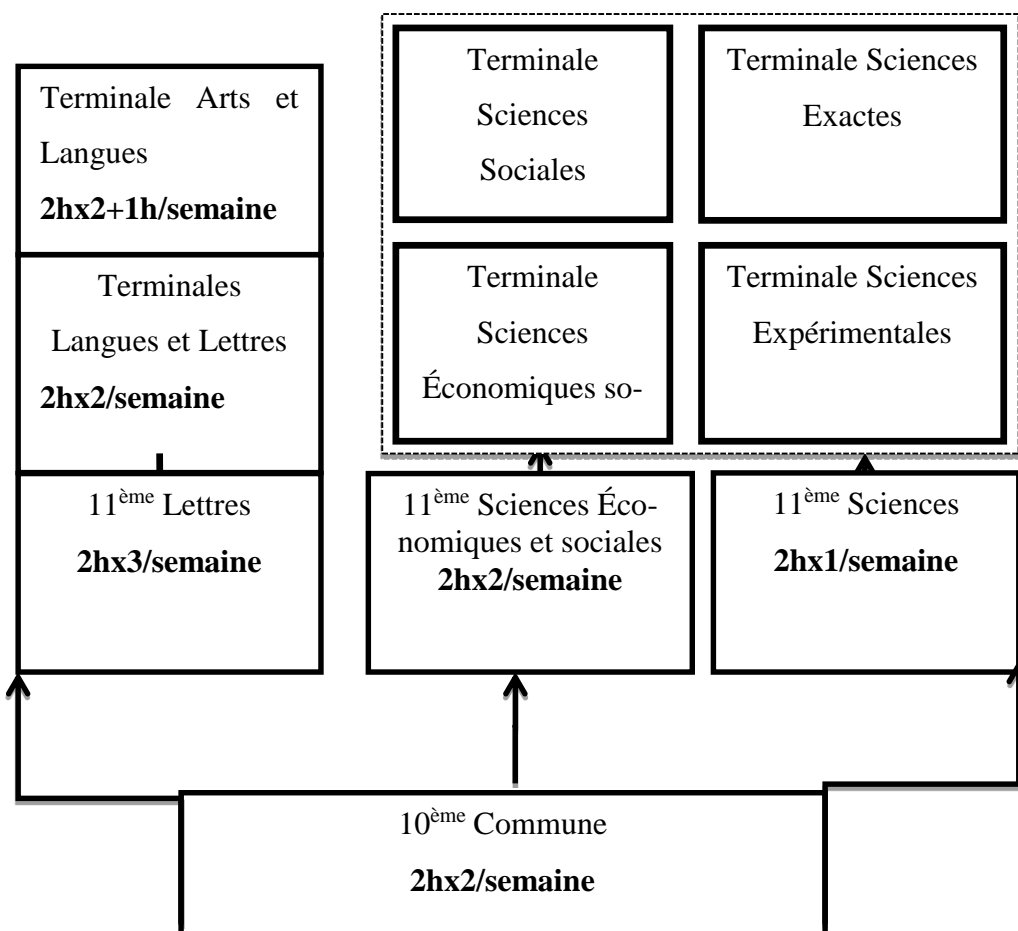 Terminale Arts et
Langues
2hx2+1h/semaine
Terminales
Langues et Lettres
2hx2/semaine
Terminale
Sciences
Sociales
Terminale Sciences
Exactes
Terminale
Sciences
Économiques so-
Terminale Sciences
Expérimentales
11ème Lettres
2hx3/semaine
11ème Sciences Éco-
nomiques et sociales
2hx2/semaine
11ème Sciences
2hx1/semaine
10ème Commune
2hx2/semaine